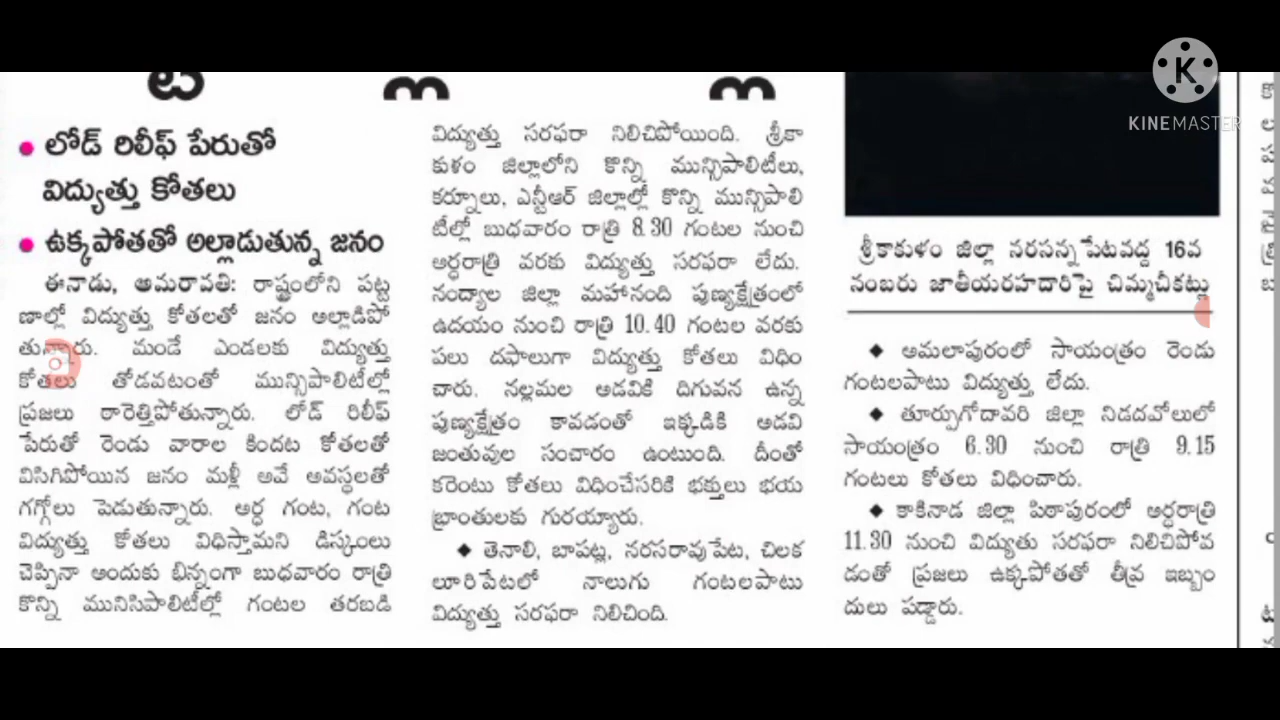 • లోడ్ రిలీఫ్ పేరుతో
విద్యుత్తు కోతలు
• ఉక్కపోతతో అల్లాడుతున్న జనం
ఈనాడు, అమరావతి: రాష్ట్రంలోని పట్ట
ణాల్లో విద్యుత్తు కోతలతో జనం అల్లాడిపో
తున్నారు. మండే ఎండలకు విద్యుత్తు
కోతలు తోడవటంతో మున్సిపాలిటీల్లో
ప్రజలు ఠారెత్తిపోతున్నారు. లోడ్ రిలీఫ్
పేరుతో రెండు వారాల కిందట కోతలతో
విసిగిపోయిన జనం మళ్లీ అవే అవస్థలతో
గగ్గోలు పెడుతున్నారు. అర్ధ గంట, గంట
విద్యుత్తు కోతలు విధిస్తామని డిస్కంలు
చెప్పినా అందుకు భిన్నంగా బుధవారం రాత్రి
కొన్ని మునిసిపాలిటీల్లో గంటల తరబడి
విద్యుత్తు సరఫరా నిలిచిపోయింది. శ్రీకా
కుళం జిల్లాలోని కొన్ని మున్సిపాలిటీలు,
కర్నూలు, ఎన్టీఆర్ జిల్లాల్లో కొన్ని మున్సిపాలి
టీల్లో బుధవారం రాత్రి 8.30 గంటల నుంచి
అర్ధరాత్రి వరకు విద్యుత్తు సరఫరా లేదు.
నంద్యాల జిల్లా మహానంది పుణ్యక్షేత్రంలో
ఉదయం నుంచి రాత్రి 10.40 గంటల వరకు
పలు దఫాలుగా విద్యుత్తు కోతలు విధిం
చారు. నల్లమల అడవికి దిగువన ఉన్న
పుణ్యక్షేత్రం కావడంతో ఇక్కడికి అడవి
జంతువుల సంచారం ఉంటుంది. దీంతో
కరెంటు కోతలు విధించేసరికి భక్తులు భయ
భ్రాంతులకు గురయ్యారు.
◆ తెనాలి, బాపట్ల, నరసరావుపేట, చిలక
లూరిపేటలో నాలుగు గంటలపాటు
విద్యుత్తు సరఫరా నిలిచింది.
శ్రీకాకుళం జిల్లా నరసన్నపేటవద్ద 16వ
నంబరు జాతీయరహదారిపై చిమ్మచీకట్లు
◆ అమలాపురంలో సాయంత్రం రెండు
గంటలపాటు విద్యుత్ లేదు.
◆ తూర్పుగోదావరి జిల్లా నిడదవోలులో
సాయంత్రం 6.30 నుంచి రాత్రి 9.15
గంటలు కోతలు విధించారు.
◆ కాకినాడ జిల్లా పిఠాపురంలో అర్ధరాత్రి
11.30 నుంచి విద్యుతు సరఫరా నిలిచిపోవ
డంతో ప్రజలు ఉక్కపోతతో తీవ్ర ఇబ్బం
దులు పడ్డారు.
KINEMASTER